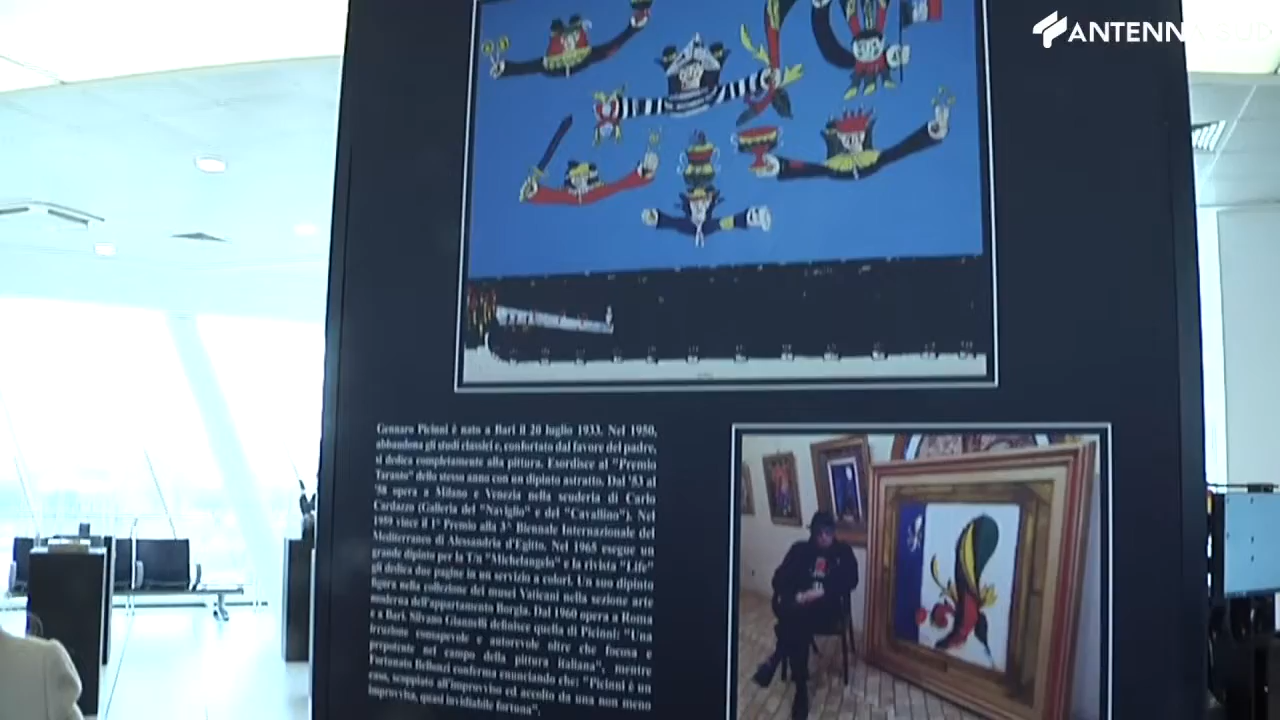 ANTENNA SUD
Gennaro Picinni è nato a Bari il 20 luglio 1933. Nel 1950,
abbandona gli studi classici e, confortato dal favore del padre,
si dedica completamente alla pittura. Esordisce al "Premio
Taranto" dello stesso anno con un dipinto astratto. Dal '53 al
'58 opera a Milano e Venezia nella scuderia di Carlo
Cardazzo (Galleria del "Naviglio" e del "Cavallino"). Nel
1959 vince il 1° Premio alla 3^ Biennale Internazionale del
Mediterraneo di Alessandria d'Egitto. Nel 1965 esegue un
grande dipinto per la T/n "Michelangelo" e la rivista "Life"
gli dedica due pagine in un servizio a colori. Un suo dipinto
figura nella collezione dei musei Vaticani nella sezione arte
moderna dell'appartamento Borgia. Dal 1960 opera a Roma
e a Bari. Silvano Giannelli definisce quella di Picinni: "Una
irruzione consapevole e autorevole oltre che focosa e
prepotente nel campo della pittura italiana", mentre
Fortunato Bellonzi conferma enunciando che: "Picinni è un
caso, scoppiato all'improvviso ed accolto da una non meno
improvvisa, quasi invidiabile fortuna".